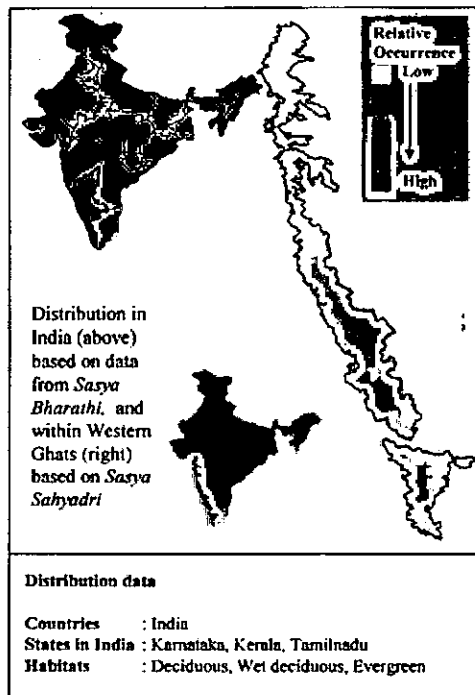 Relative
Occurrence
Low
High
Distribution in
India (above)
based on data
from Sasya
Bharathi, and
within Western
Ghats (right)
based on Sasya
Sahyadri
Distribution data
Countries : India
States in India : Karnataka, Kerala, Tamilnadu
Habitats : Deciduous, Wet deciduous, Evergreen